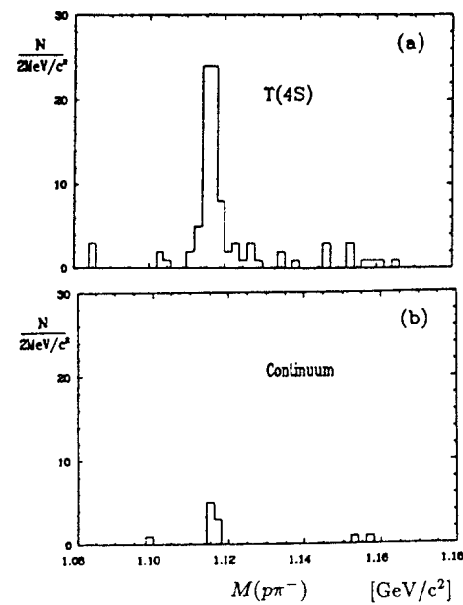 N
2MeV/c²
30
20
10
0
(a)
Υ(4S)
N
2MeV/c²
30
20
10
0
(b)
Continuum
1.08 1.10 1.12 1.14 1.16 1.18
M(pπ⁻) [GeV/c²]